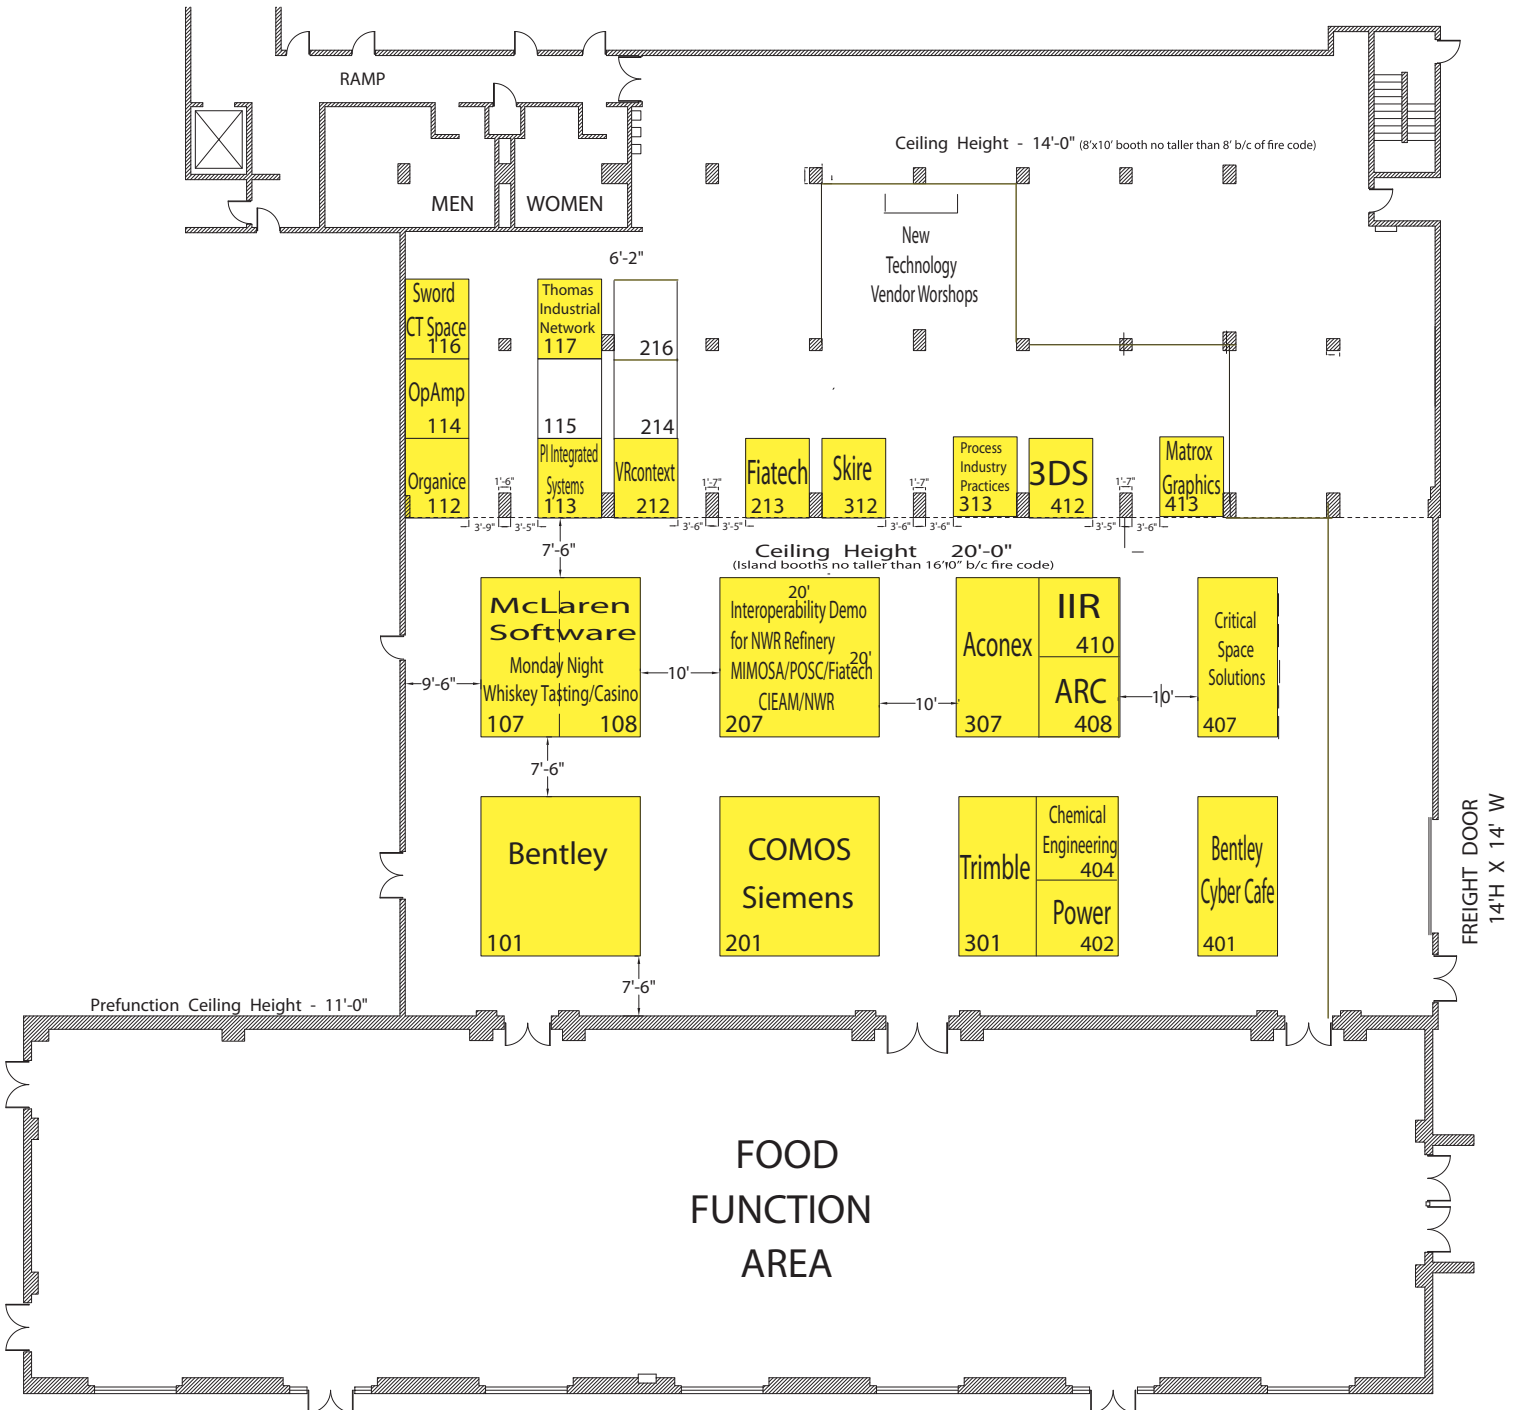 RAMP
Ceiling Height - 14'-0" (8'x10' booth no taller than 8' b/c of fire code)
MEN
WOMEN
New
Technology
Vendor Worshops
6'-2"
Sword
CT Space
116
Thomas
Industrial
Network
117
216
OpAmp
114
115
214
Organice
112
1'-6"
PI Integrated
Systems
113
VRcontext
212
1'-7"
Fiatech
213
Skire
312
1'-7"
Process
Industry
Practices
313
3DS
412
1'-7"
Matrox
Graphics
413
3'-9"
3'-5"
3'-6"
3'-5"
3'-6"
3'-6"
3'-5"
3'-6"
7'-6"
Ceiling Height 20'-0"
(Island booths no taller than 16'0" b/c fire code)
McLaren
Software
Monday Night
Whiskey Tasting/Casino
107
108
9'-6"
10'
20'
Interoperability Demo
for NWR Refinery
20'
MIMOSA/POSC/Fiatech
CIEAM/NWR
207
10'
Aconex
307
IIR
410
ARC
408
10'
Critical
Space
Solutions
407
7'-6"
Bentley
101
COMOS
Siemens
201
Trimble
301
Chemical
Engineering
404
Power
402
Bentley
Cyber Cafe
401
FREIGHT DOOR
14'H X 14' W
7'-6"
Prefunction Ceiling Height - 11'-0"
FOOD
FUNCTION
AREA